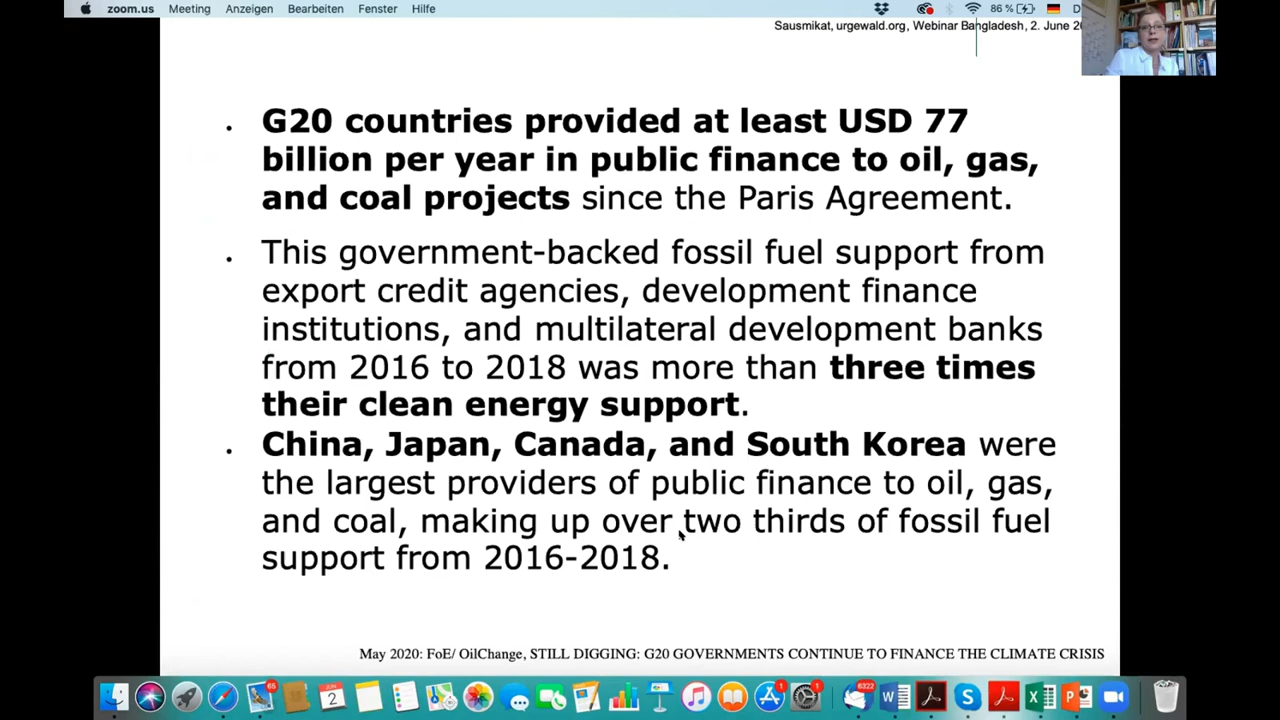 zoom.us Meeting Anzeigen Bearbeiten Fenster Hilfe 86 %
Sausmikat, urgewald.org, Webinar Bangladesh, 2. June
G20 countries provided at least USD 77
billion per year in public finance to oil, gas,
and coal projects since the Paris Agreement.
This government-backed fossil fuel support from
export credit agencies, development finance
institutions, and multilateral development banks
from 2016 to 2018 was more than three times
their clean energy support.
China, Japan, Canada, and South Korea were
the largest providers of public finance to oil, gas,
and coal, making up over two thirds of fossil fuel
support from 2016-2018.
May 2020: FoE/ OilChange, STILL DIGGING: G20 GOVERNMENTS CONTINUE TO FINANCE THE CLIMATE CRISIS
65 2 1 1 6322